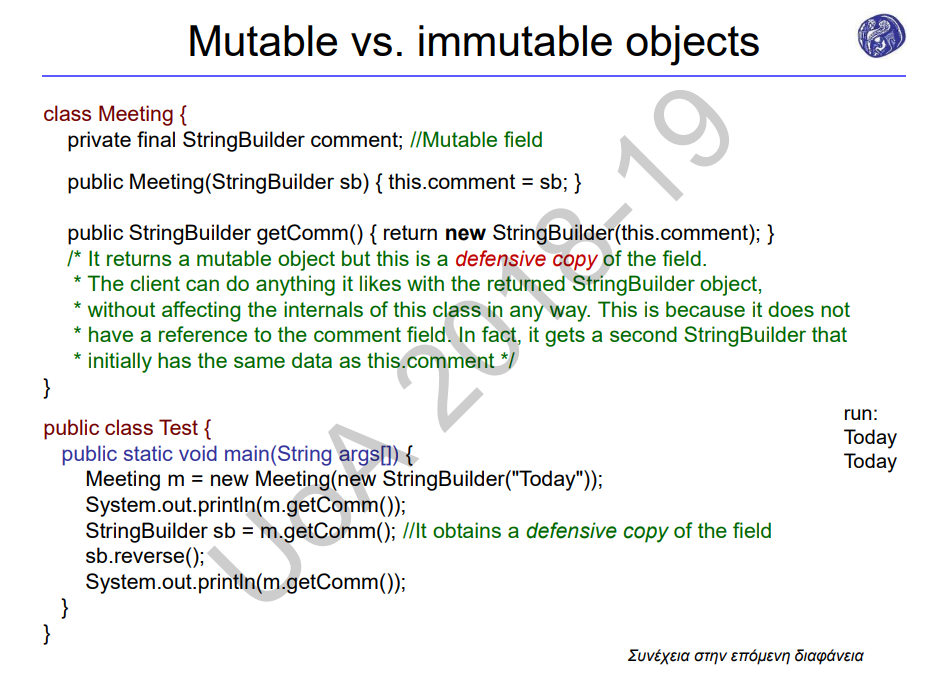 Mutable vs. immutable objects
class Meeting {
private final StringBuilder comment; //Mutable field
public Meeting(StringBuilder sb) { this.comment = sb; }
public StringBuilder getComm() { return new StringBuilder(this.comment); }
/* It returns a mutable object but this is a defensive copy of the field.
* The client can do anything it likes with the returned StringBuilder object,
* without affecting the internals of this class in any way. This is because it does not
* have a reference to the comment field. In fact, it gets a second StringBuilder that
* initially has the same data as this.comment */
}
public class Test {
public static void main(String args[]) {
Meeting m = new Meeting(new StringBuilder("Today"));
System.out.println(m.getComm());
StringBuilder sb = m.getComm(); //It obtains a defensive copy of the field
sb.reverse();
System.out.println(m.getComm());
}
}
run:
Today
Today
Συνέχεια στην επόμενη διαφάνεια
UoA 2018-19